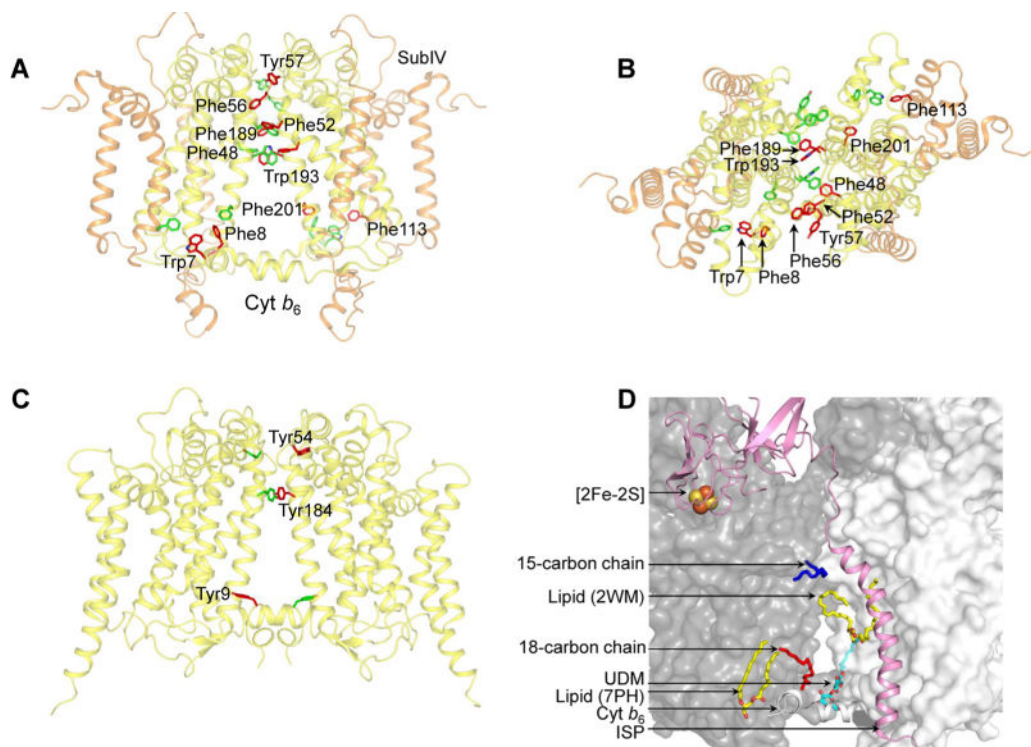 A
Tyr57
SubIV
Phe56
Phe52
Phe189
Phe48
Trp193
Phe201
Phe113
Phe8
Trp7
Cyt b6
B
Phe113
Phe189
Phe201
Trp193
Phe48
Phe52
Tyr57
Phe56
Trp7
Phe8
C
Tyr54
Tyr184
Tyr9
D
[2Fe-2S]
15-carbon chain
Lipid (2WM)
18-carbon chain
UDM
Lipid (7PH)
Cyt b6
ISP